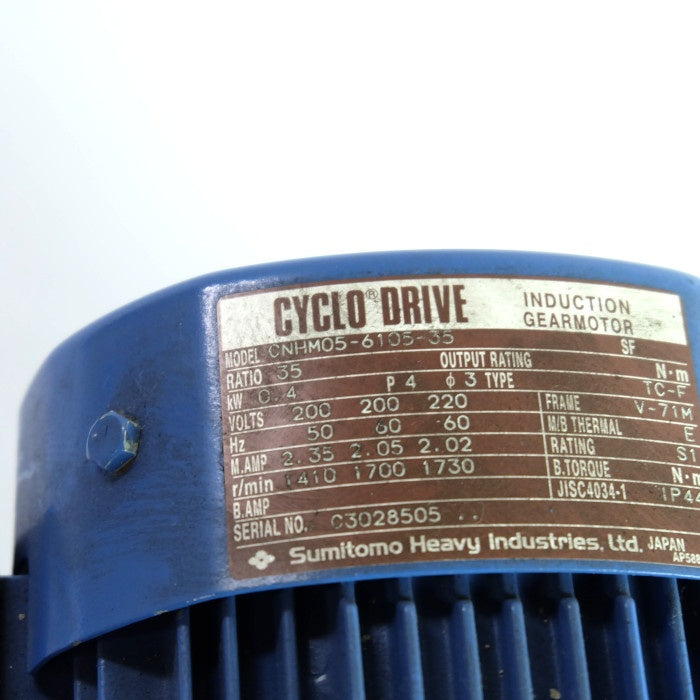 CYCLO® DRIVE INDUCTION GEARMOTOR
MODEL CNHM05-6105-35 SF
RATIO 35 OUTPUT RATING N·m
kW 0.4 P 4 ϕ 3 TYPE TC-F
VOLTS 200 200 220 FRAME V-71M
Hz 50 60 60 M/B THERMAL E
M.AMP 2.35 2.05 2.02 RATING S1
r/min 1410 1700 1730 B.TORQUE N·m
B.AMP JISC4034-1 IP44
SERIAL NO. C3028505
Sumitomo Heavy Industries, Ltd. JAPAN
AP588